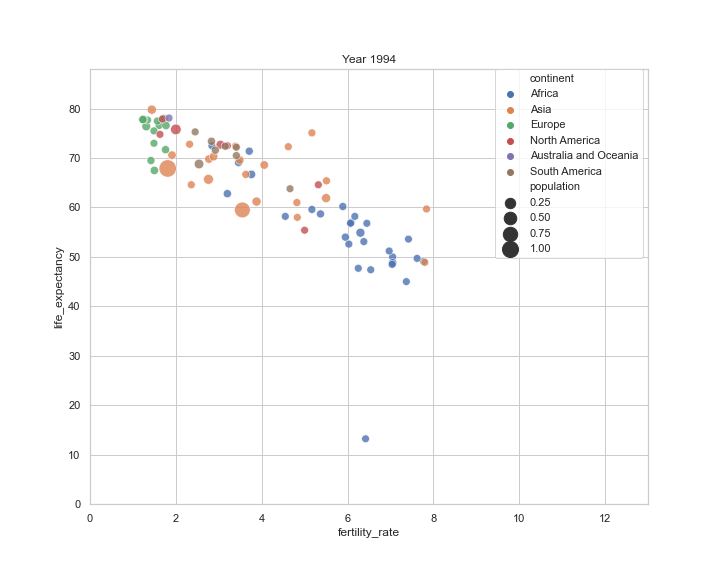 Year 1994
continent
Africa
Asia
Europe
North America
Australia and Oceania
South America
population
0.25
0.50
0.75
1.00
80
70
60
50
40
30
20
10
0
life_expectancy
0 2 4 6 8 10 12
fertility_rate